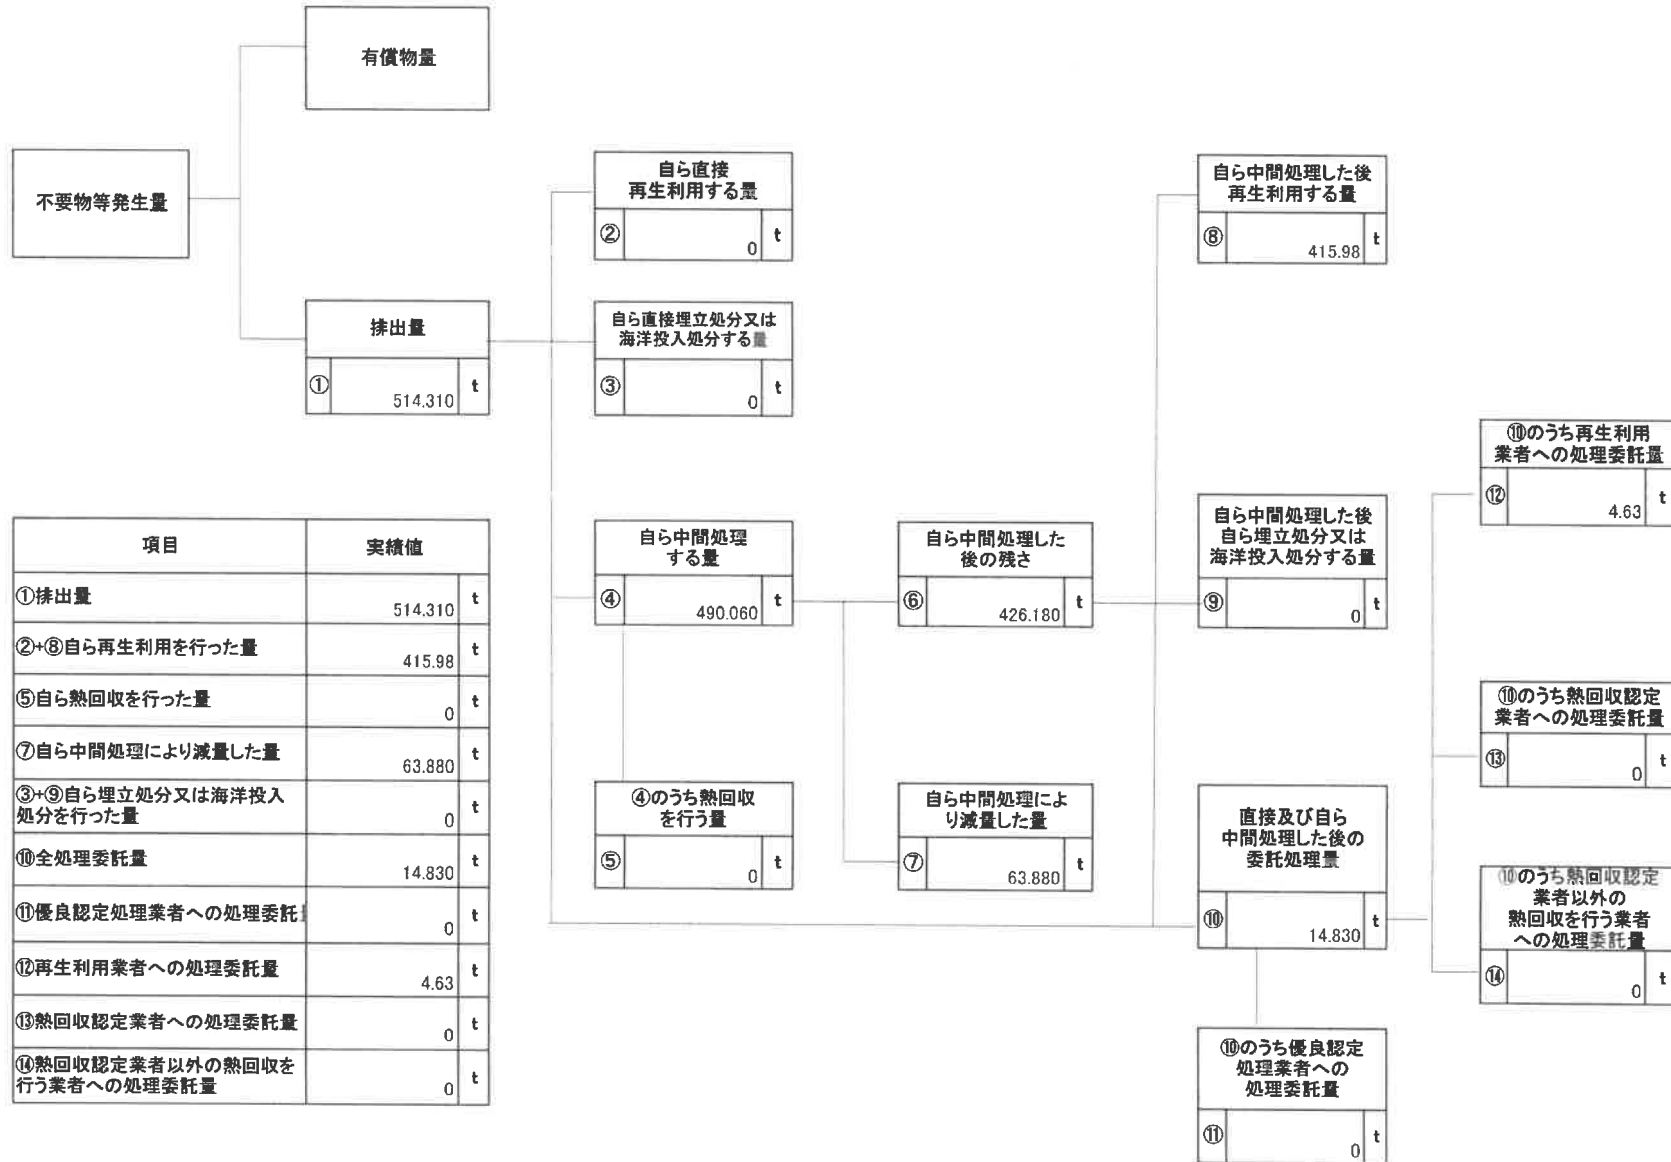 有償物量
不要物等発生量
排出量
①
514.310
t
自ら直接
再生利用する量
②
0
t
自ら直接埋立処分又は
海洋投入処分する量
③
0
t
自ら中間処理
する量
④
490.060
t
④のうち熱回収
を行う量
⑤
0
t
自ら中間処理した
後の残さ
⑥
426.180
t
自ら中間処理によ
り減量した量
⑦
63.880
t
自ら中間処理した後
再生利用する量
⑧
415.98
t
自ら中間処理した後
自ら埋立処分又は
海洋投入処分する量
⑨
0
t
直接及び自ら
中間処理した後の
委託処理量
⑩
14.830
t
⑩のうち優良認定
処理業者への
処理委託量
⑪
0
t
⑩のうち再生利用
業者への処理委託量
⑫
4.63
t
⑩のうち熱回収認定
業者への処理委託量
⑬
0
t
⑩のうち熱回収認定
業者以外の
熱回収を行う業者
への処理委託量
⑭
0
t
項目 実績値
①排出量 514.310 t
②+⑧自ら再生利用を行った量 415.98 t
⑤自ら熱回収を行った量 0 t
⑦自ら中間処理により減量した量 63.880 t
③+⑨自ら埋立処分又は海洋投入
処分を行った量 0 t
⑩全処理委託量 14.830 t
⑪優良認定処理業者への処理委託 0 t
⑫再生利用業者への処理委託量 4.63 t
⑬熱回収認定業者への処理委託量 0 t
⑭熱回収認定業者以外の熱回収を
行う業者への処理委託量 0 t